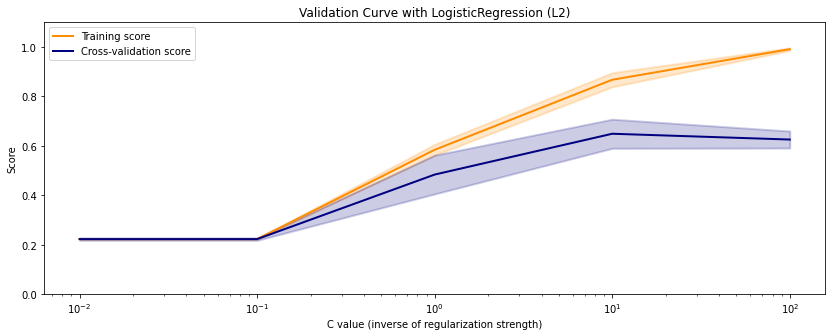 Validation Curve with LogisticRegression (L2)
Training score
Cross-validation score
1.0
0.8
0.6
0.4
0.2
0.0
Score
10⁻² 10⁻¹ 10⁰ 10¹ 10²
C value (inverse of regularization strength)